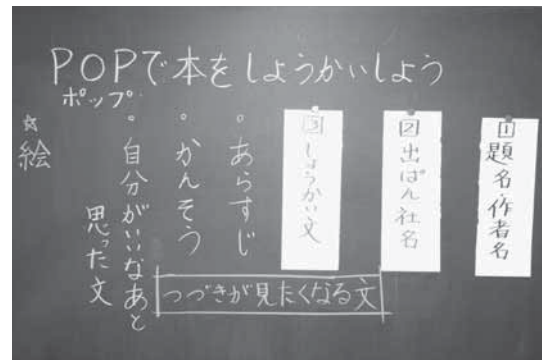 POPで本をしょうかいしよう
ポップ
1 題名・作者名
2 出ぱん社名
3 しょうかい文
。あらすじ
。かんそう
。自分がいいなあと
思った文
つづきが見たくなる文
☆絵